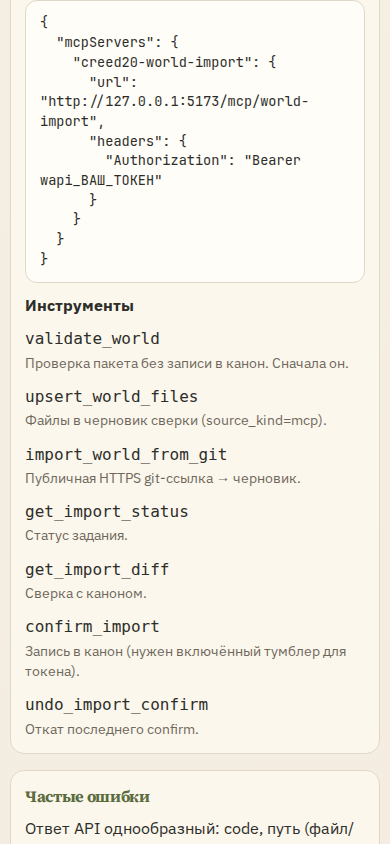 {
"mcpServers": {
"creed20-world-import": {
"url":
"http://127.0.0.1:5173/mcp/world-
import",
"headers": {
"Authorization": "Bearer
wapi_ВАШ_ТОКЕН"
}
}
}
}
Инструменты
validate_world
Проверка пакета без записи в канон. Сначала он.
upsert_world_files
Файлы в черновик сверки (source_kind=mcp).
import_world_from_git
Публичная HTTPS git-ссылка → черновик.
get_import_status
Статус задания.
get_import_diff
Сверка с каноном.
confirm_import
Запись в канон (нужен включённый тумблер для
токена).
undo_import_confirm
Откат последнего confirm.
Частые ошибки
Ответ API однообразный: code, путь (файл/